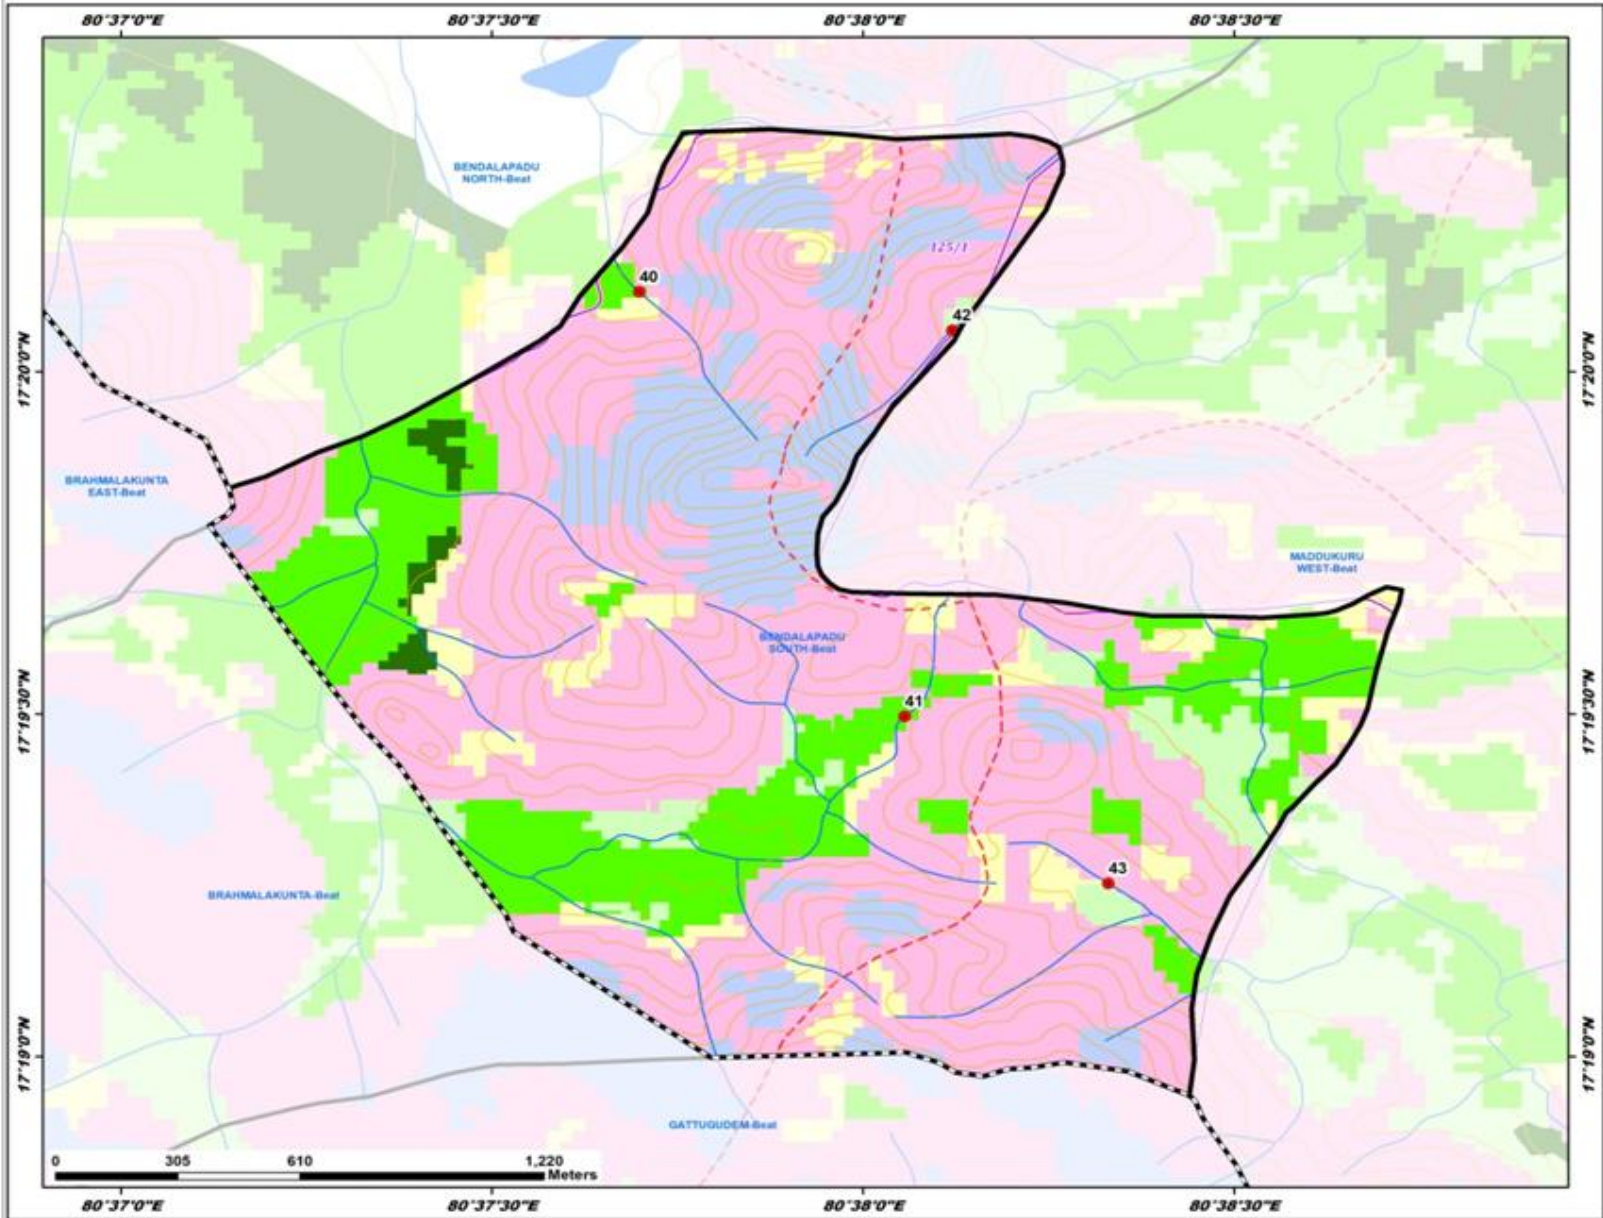 80°37'0"E 80°37'30"E 80°38'0"E 80°38'30"E
BENDALAPADU
NORTH-Beat
125/1
40
42
17°20'0"N 17°20'0"N
BRAHMALAKUNTA
EAST-Beat
MADDUKURU
WEST-Beat
BENDALAPADU
SOUTH-Beat
41
17°19'30"N 17°19'30"N
43
BRAHMALAKUNTA-Beat
17°19'0"N 17°19'0"N
GATTUGUDEM-Beat
0 305 610 1,220
Meters
80°37'0"E 80°37'30"E 80°38'0"E 80°38'30"E